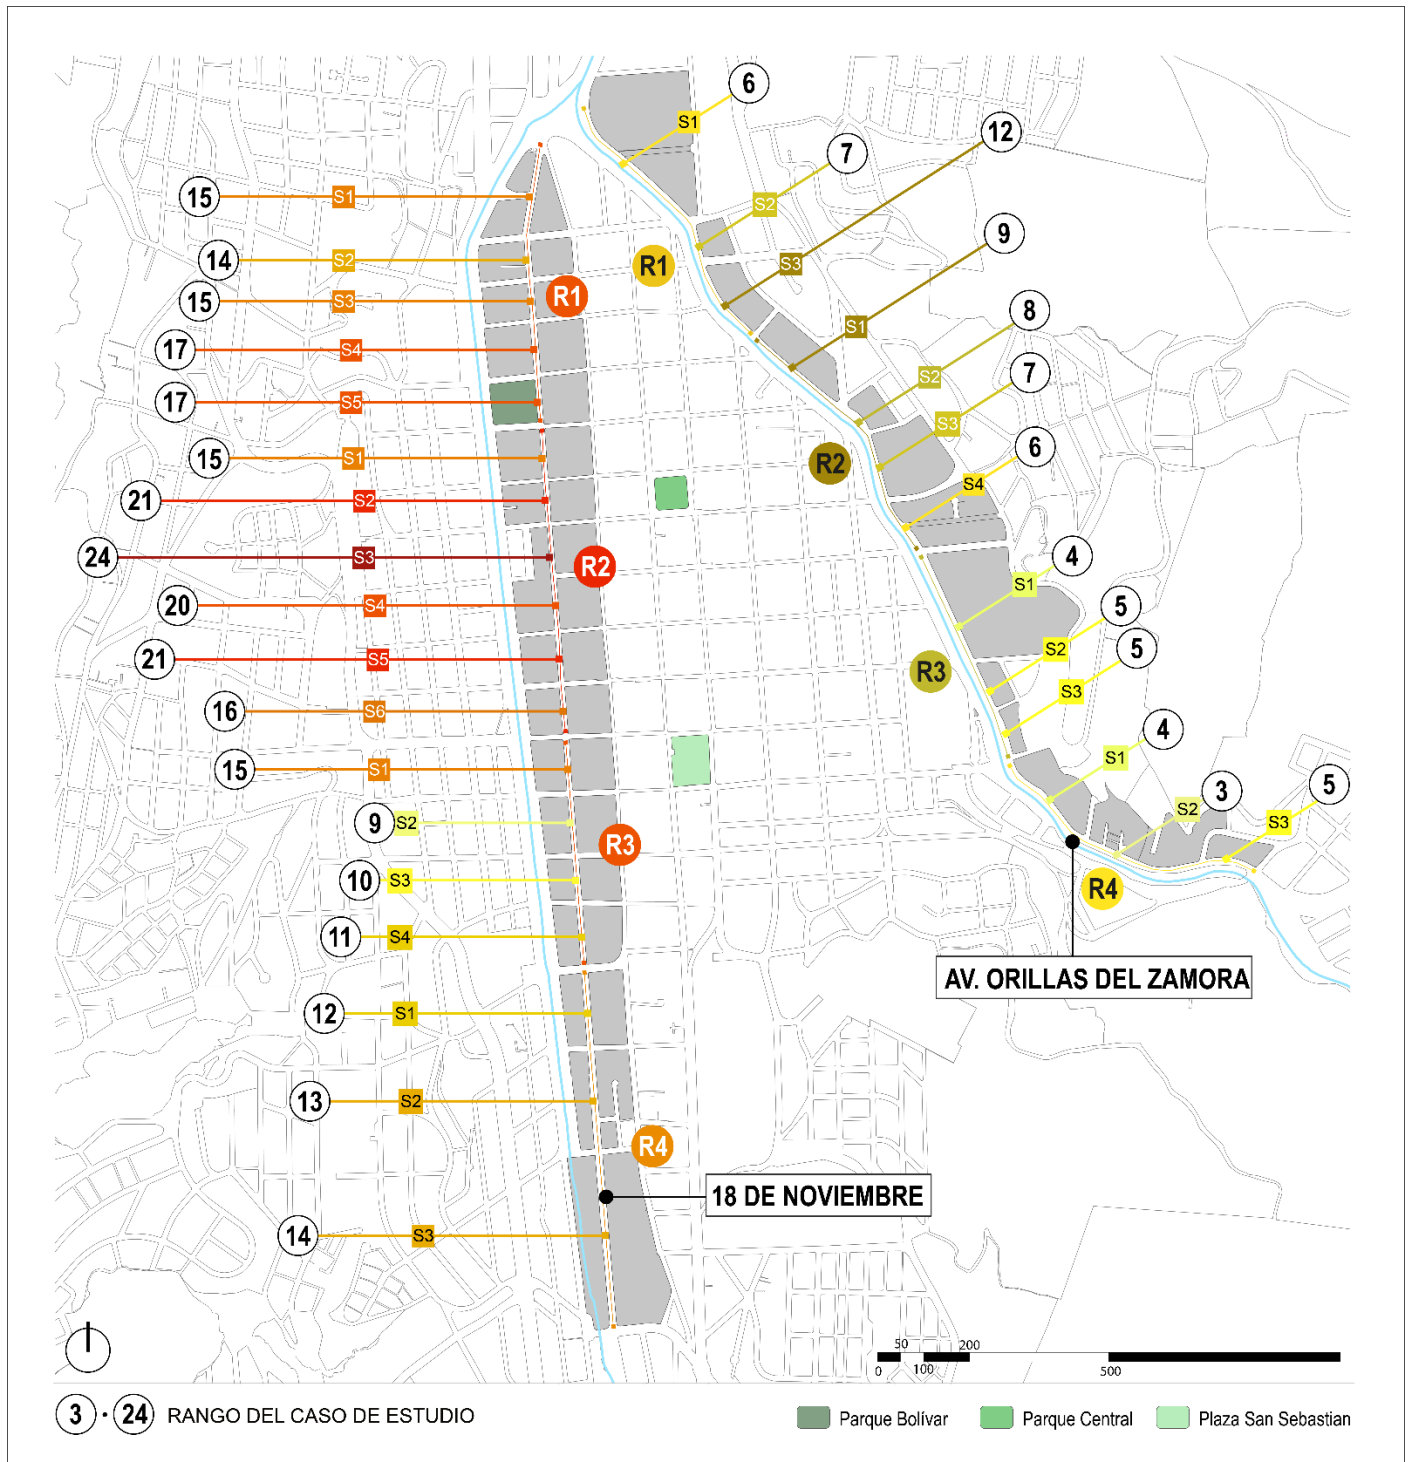 6
S1
12
7
S2
15
S1
S3
9
14
S2
R1
R1
15
S3
8
S1
17
S4
7
S2
17
S5
S3
6
15
S1
R2
S4
21
S2
24
S3
R2
4
S1
20
S4
5
S2
5
21
S5
R3
S3
16
S6
4
S1
15
S1
3
5
S2
S3
9
S2
R3
10
S3
R4
11
S4
AV. ORILLAS DEL ZAMORA
12
S1
13
S2
R4
18 DE NOVIEMBRE
14
S3
50
200
0
100
500
3 · 24 RANGO DEL CASO DE ESTUDIO
Parque Bolívar
Parque Central
Plaza San Sebastian